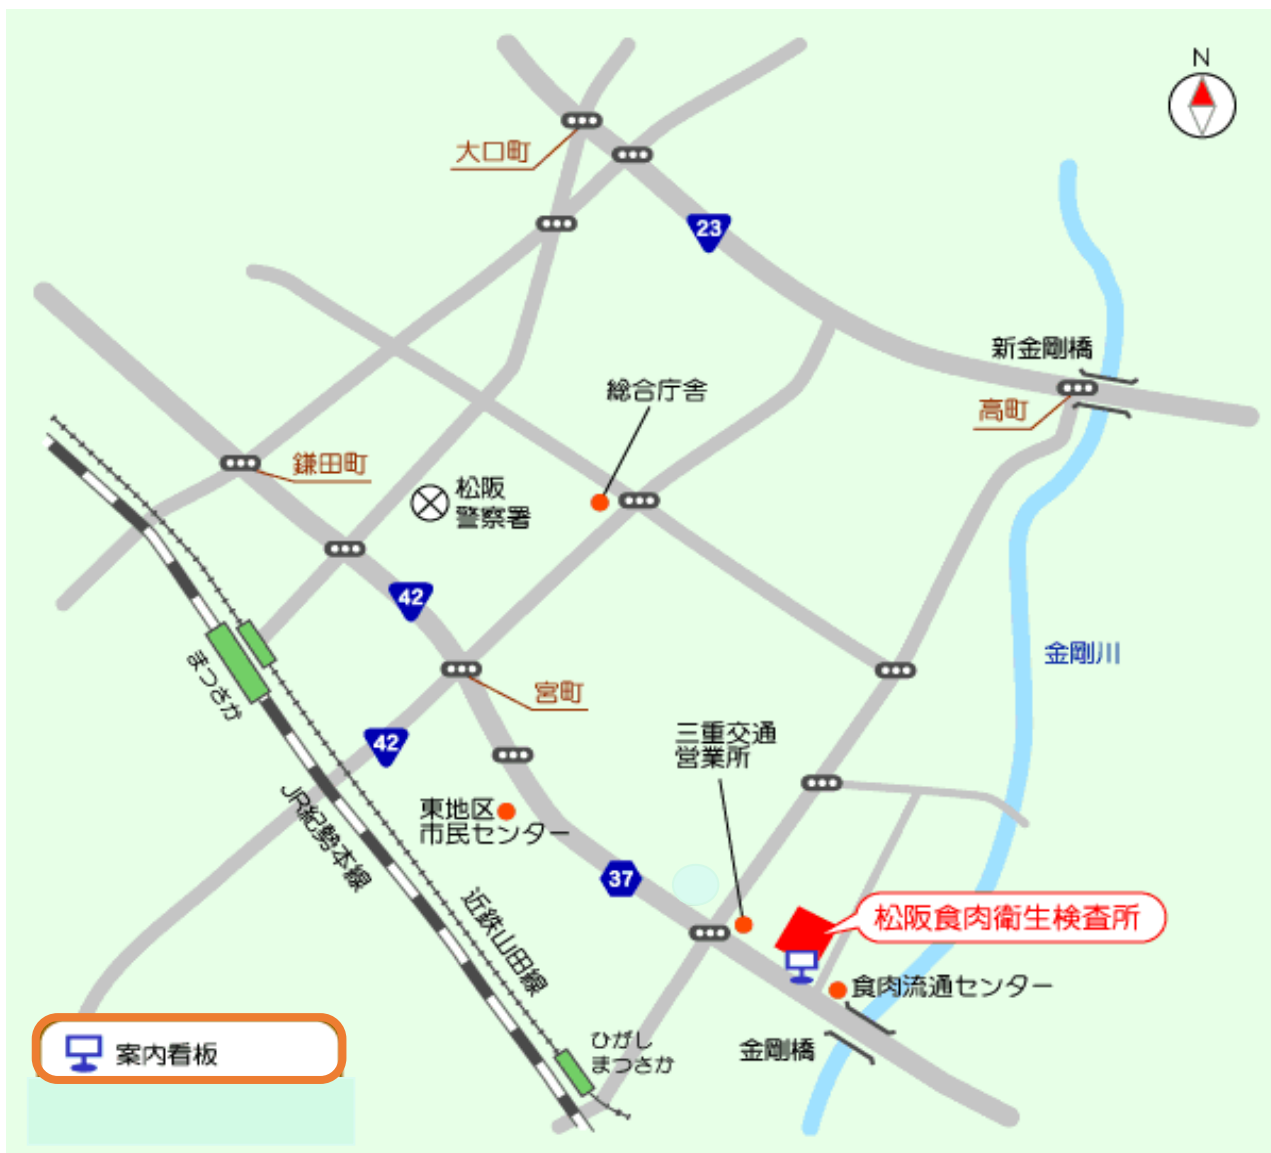 N
大口町
23
新金剛橋
高町
総合庁舎
鎌田町
松阪
警察署
42
金剛川
まつさか
宮町
42
三重交通
営業所
JR紀勢本線
東地区
市民センター
37
近鉄山田線
松阪食肉衛生検査所
食肉流通センター
金剛橋
ひがし
まつさか
案内看板